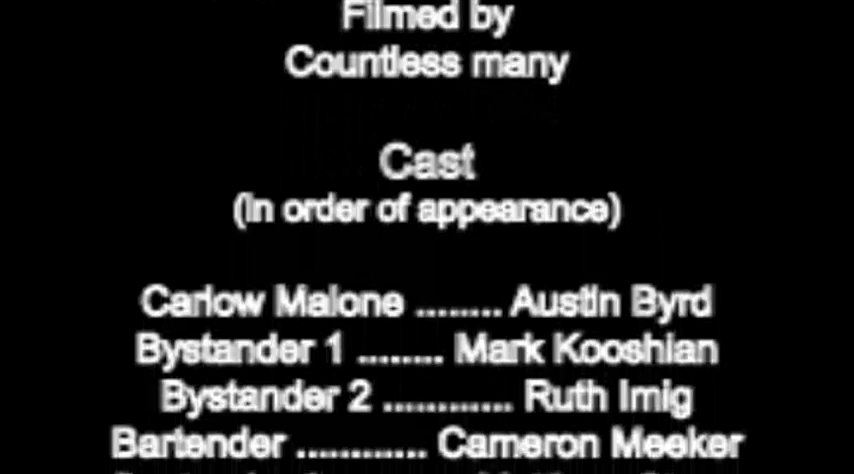 Filmed by
Countless many
Cast
(in order of appearance)
Carlow Malone ........ Austin Byrd
Bystander 1 ........ Mark Kooshian
Bystander 2 ............ Ruth Imig
Bartender ............ Cameron Meeker